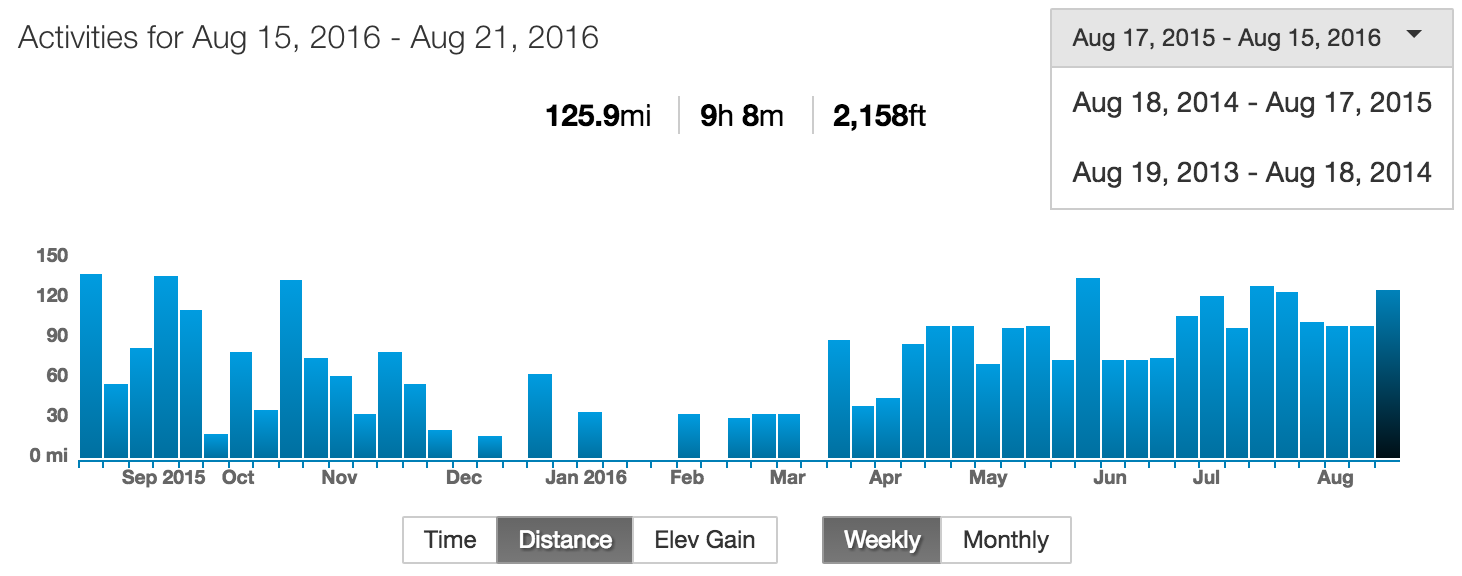 Activities for Aug 15, 2016 - Aug 21, 2016
Aug 17, 2015 - Aug 15, 2016
Aug 18, 2014 - Aug 17, 2015
Aug 19, 2013 - Aug 18, 2014
125.9mi 9h 8m 2,158ft
150
120
90
60
30
0 mi
Sep 2015 Oct Nov Dec Jan 2016 Feb Mar Apr May Jun Jul Aug
Time Distance Elev Gain Weekly Monthly